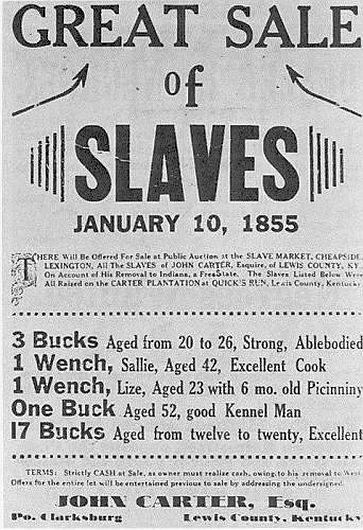 GREAT SALE
of
SLAVES
JANUARY 10, 1855
THERE Will Be Offered For Sale at Public Auction at the SLAVE MARKET, CHEAPSIDE,
LEXINGTON, All The SLAVES of JOHN CARTER, Esquire, of LEWIS COUNTY, KY.
On Account of His Removal to Indiana, a Free State. The Slaves Listed Below Were
All Raised on the CARTER PLANTATION at QUICK'S RUN, Lewis County, Kentucky
3 Bucks Aged from 20 to 26, Strong, Ablebodied
1 Wench, Sallie, Aged 42, Excellent Cook
1 Wench, Lize, Aged 23 with 6 mo. old Picinniny
One Buck Aged 52, good Kennel Man
17 Bucks Aged from twelve to twenty, Excellent
TERMS: Strictly CASH at Sale, as owner must realize cash, owing to his removal to West
Offers for the entire lot will be entertained previous to sale by addressing the undersigned.
JOHN CARTER, Esq.
Po. Clarksburg Lewis County, Kentucky